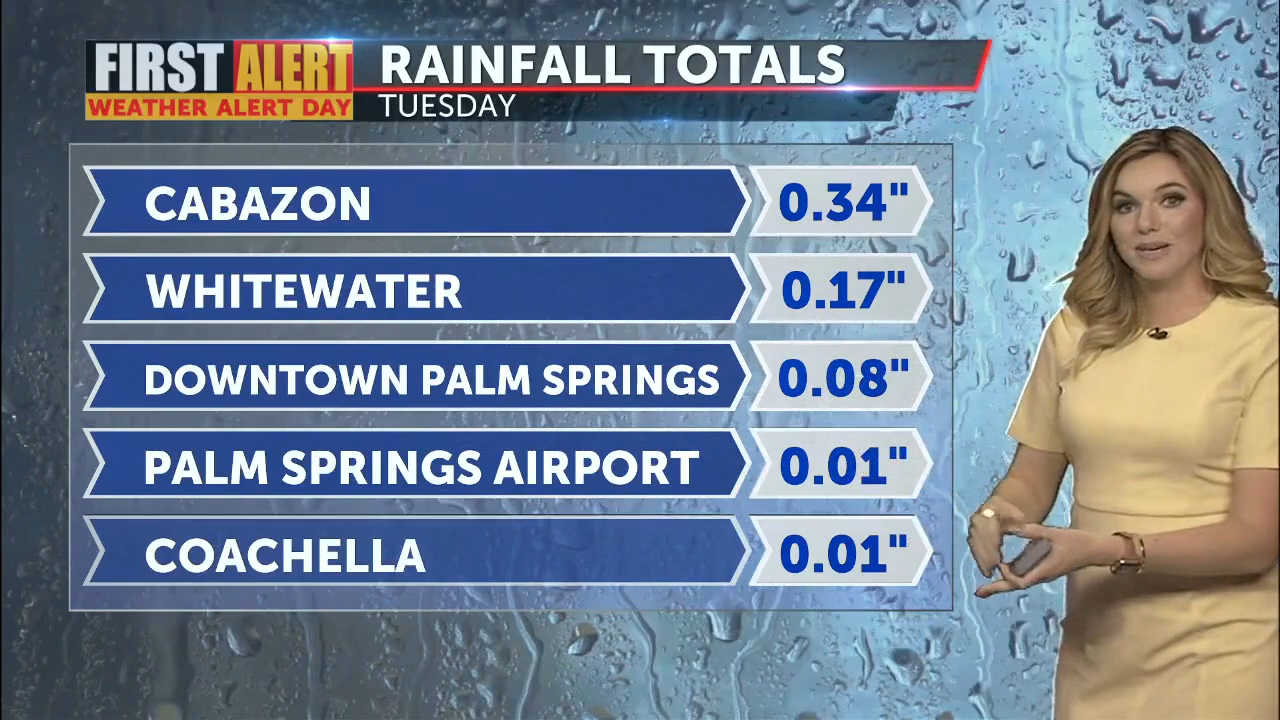 FIRST ALERT
WEATHER ALERT DAY
RAINFALL TOTALS
TUESDAY
CABAZON 0.34"
WHITEWATER 0.17"
DOWNTOWN PALM SPRINGS 0.08"
PALM SPRINGS AIRPORT 0.01"
COACHELLA 0.01"